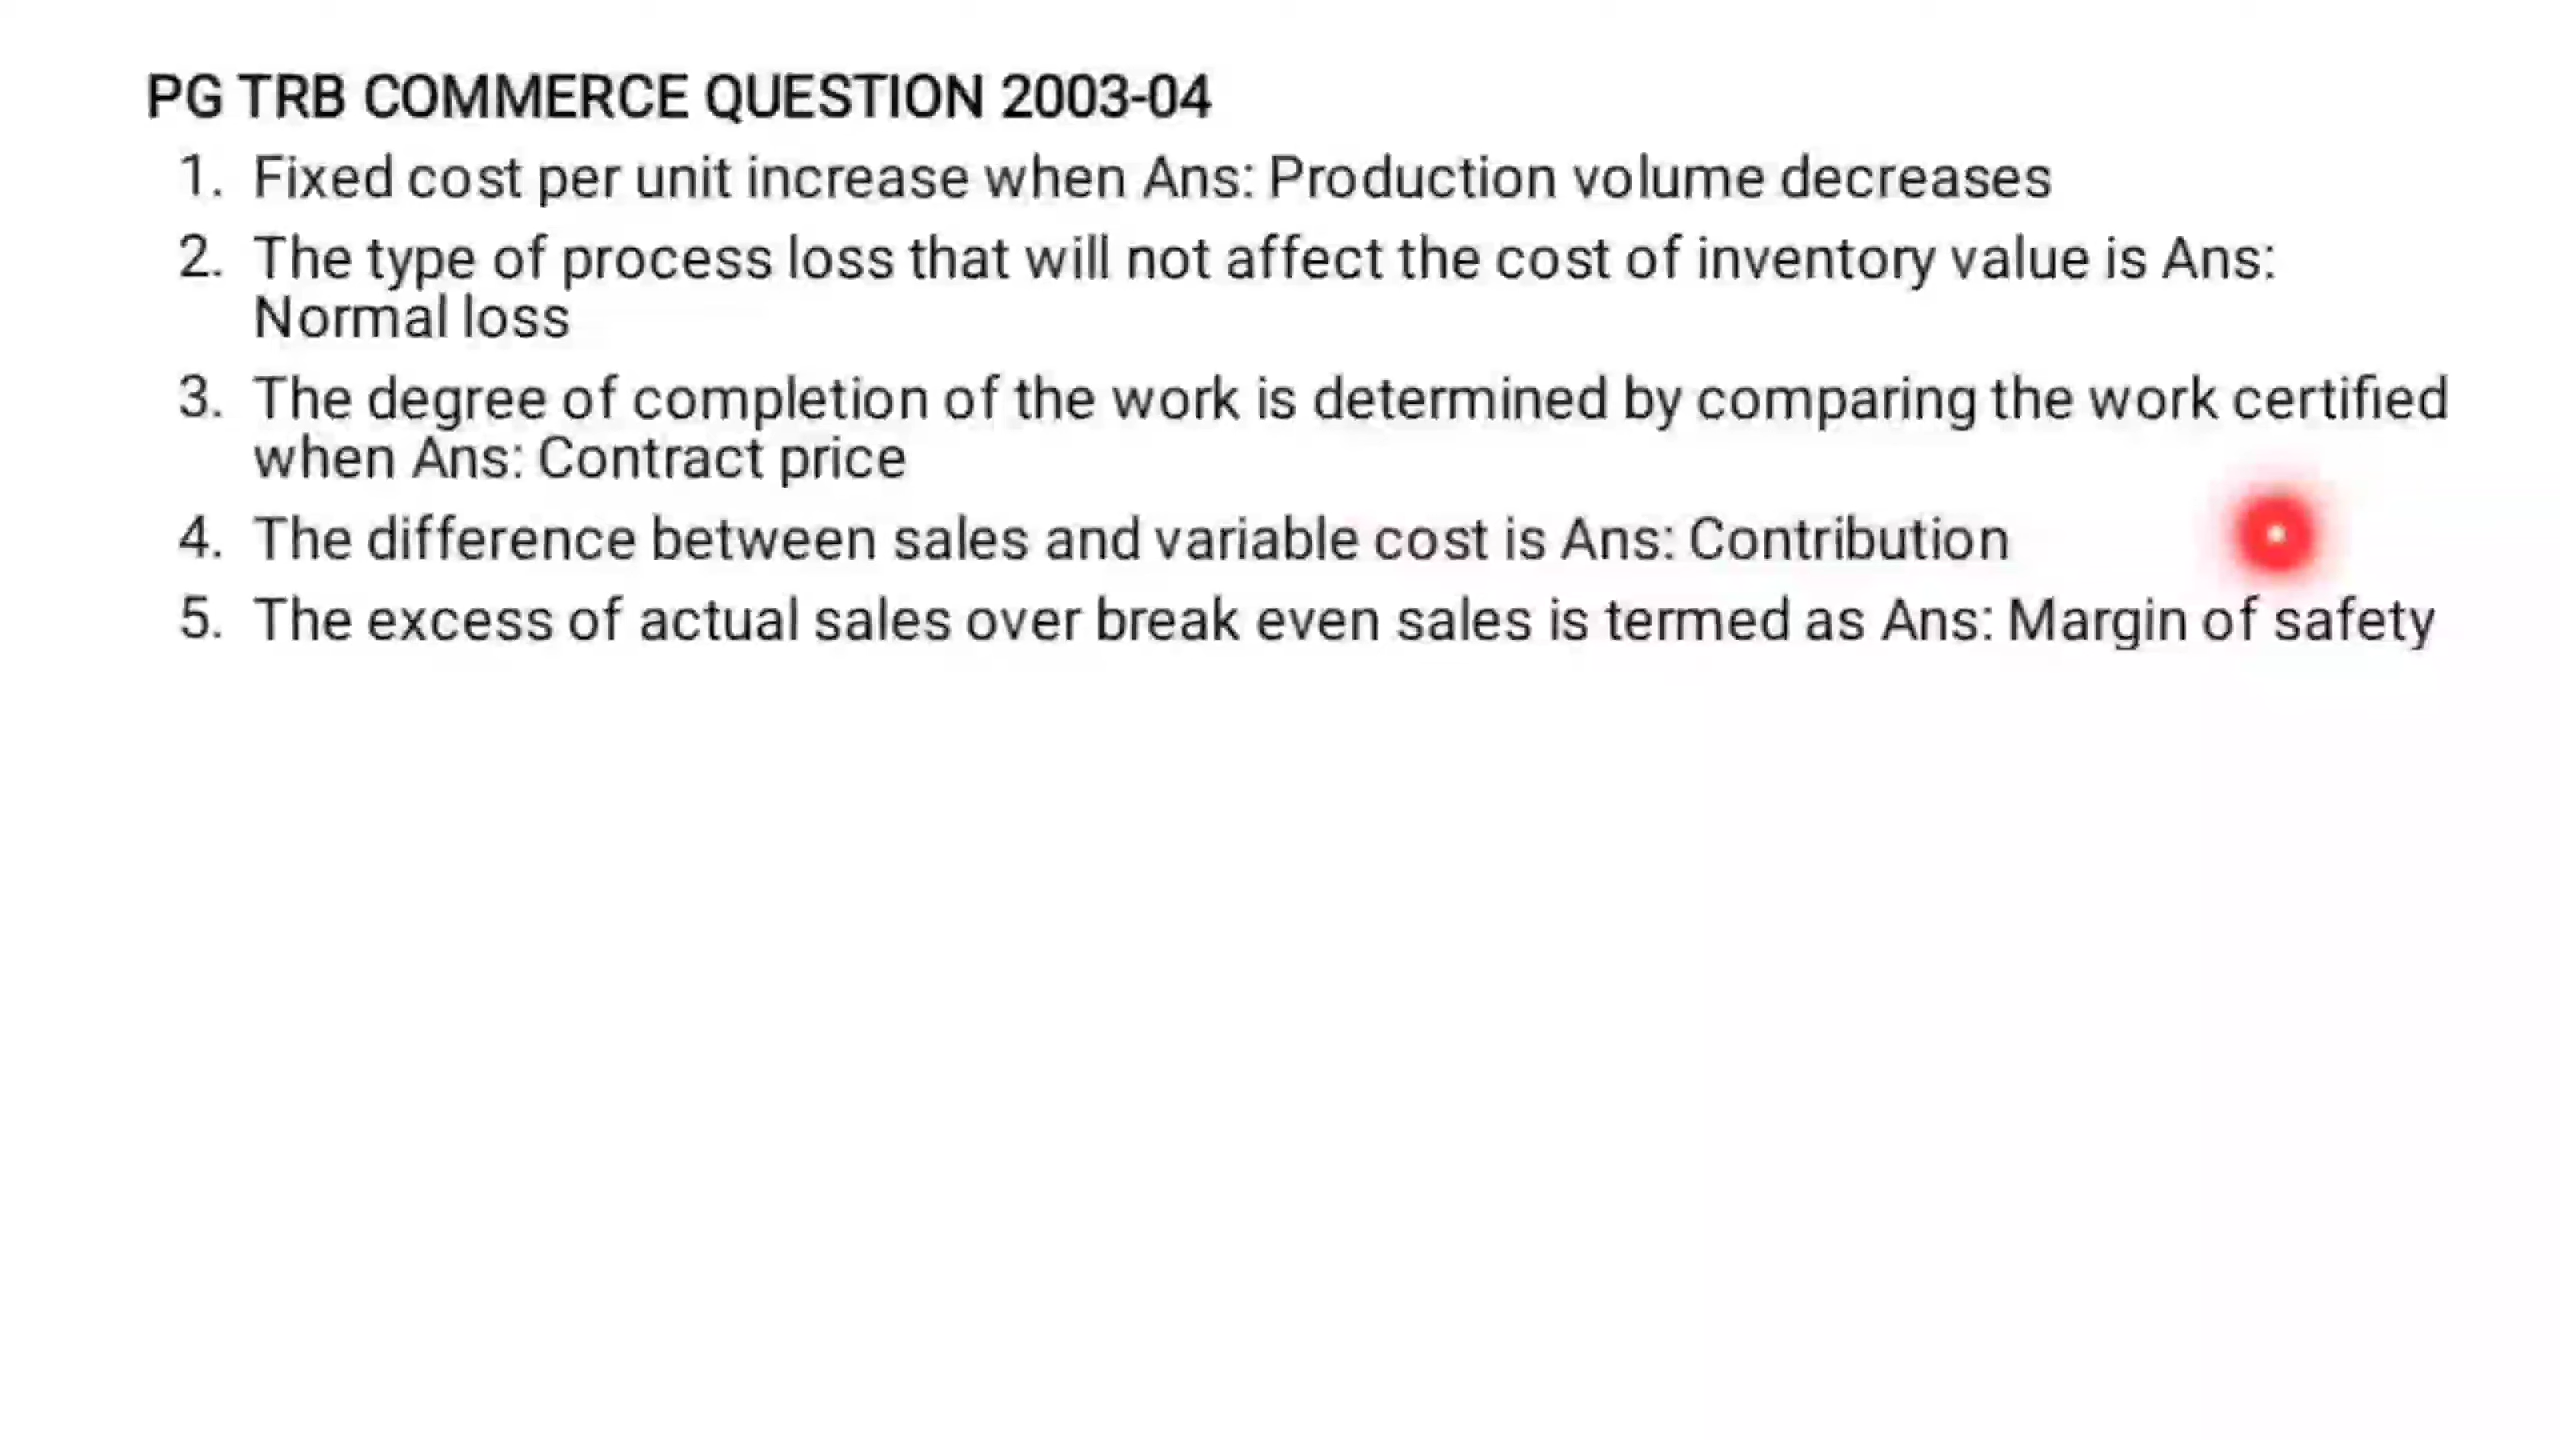 PG TRB COMMERCE QUESTION 2003-04
1. Fixed cost per unit increase when Ans: Production volume decreases
2. The type of process loss that will not affect the cost of inventory value is Ans:
Normal loss
3. The degree of completion of the work is determined by comparing the work certified
when Ans: Contract price
4. The difference between sales and variable cost is Ans: Contribution
5. The excess of actual sales over break even sales is termed as Ans: Margin of safety